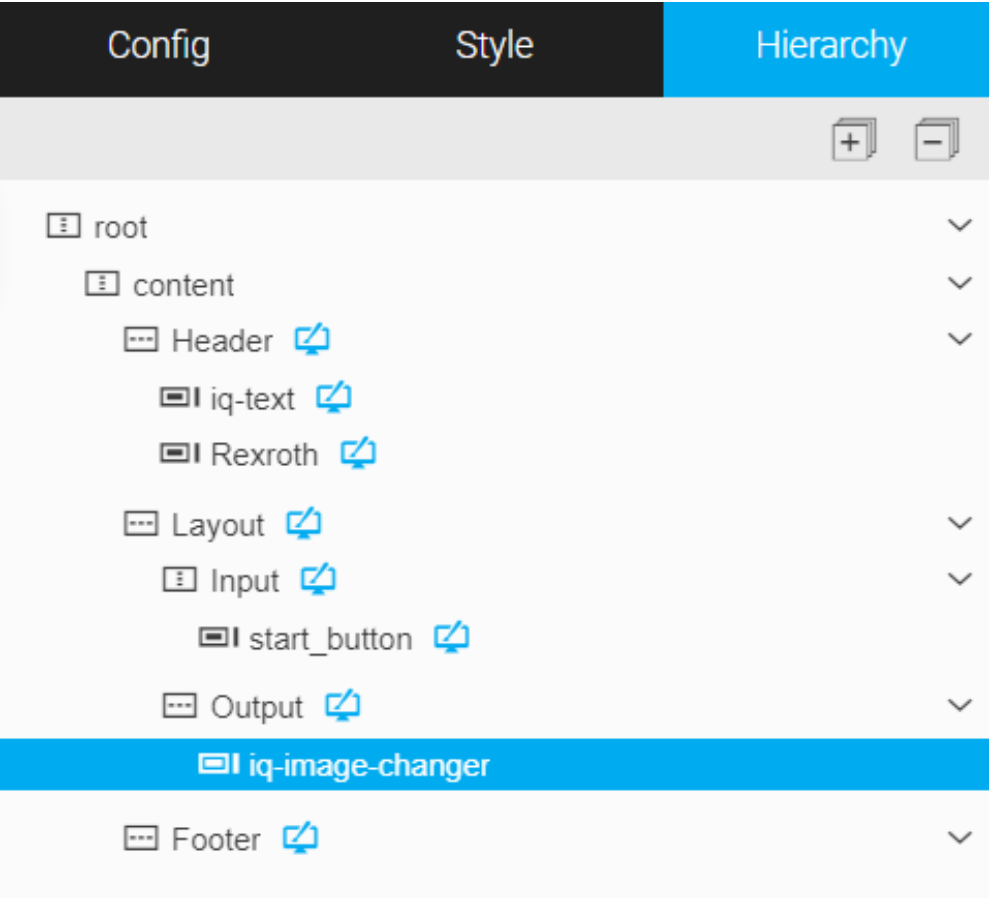 Config Style Hierarchy
root
content
Header
iq-text
Rexroth
Layout
Input
start_button
Output
iq-image-changer
Footer